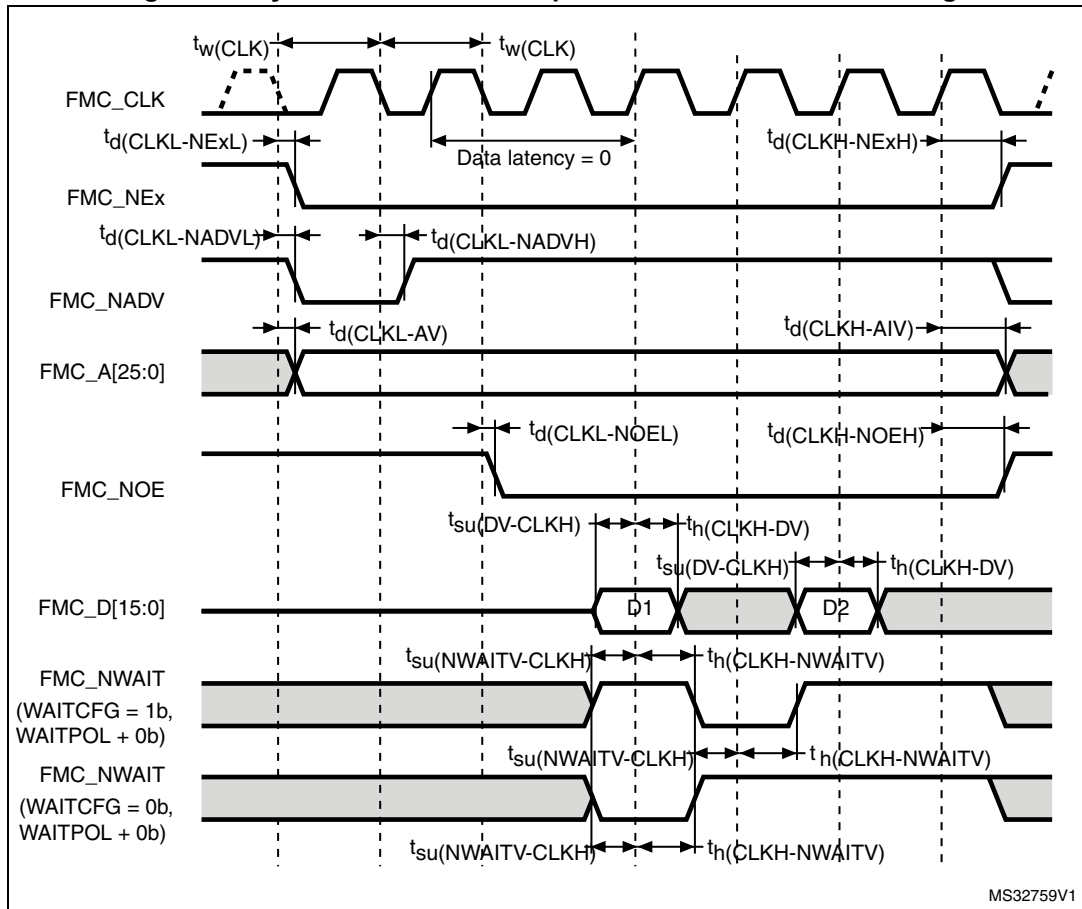 tw(CLK)
tw(CLK)
FMC_CLK
td(CLKL-NExL)
Data latency = 0
td(CLKH-NExH)
FMC_NEx
td(CLKL-NADVL)
td(CLKL-NADVH)
FMC_NADV
td(CLKL-AV)
td(CLKH-AIV)
FMC_A[25:0]
td(CLKL-NOEL)
td(CLKH-NOEH)
FMC_NOE
tsu(DV-CLKH)
th(CLKH-DV)
tsu(DV-CLKH)
th(CLKH-DV)
FMC_D[15:0]
D1
D2
tsu(NWAITV-CLKH)
th(CLKH-NWAITV)
FMC_NWAIT
(WAITCFG = 1b,
WAITPOL + 0b)
tsu(NWAITV-CLKH)
th(CLKH-NWAITV)
FMC_NWAIT
(WAITCFG = 0b,
WAITPOL + 0b)
tsu(NWAITV-CLKH)
th(CLKH-NWAITV)
MS32759V1